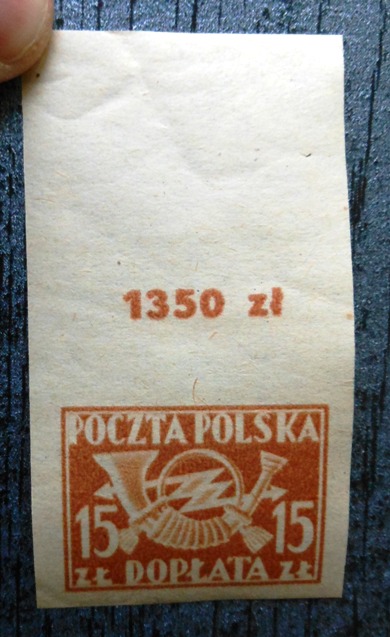 1350 zł
POCZTA POLSKA
15 15
ZŁ DOPŁATA ZŁ